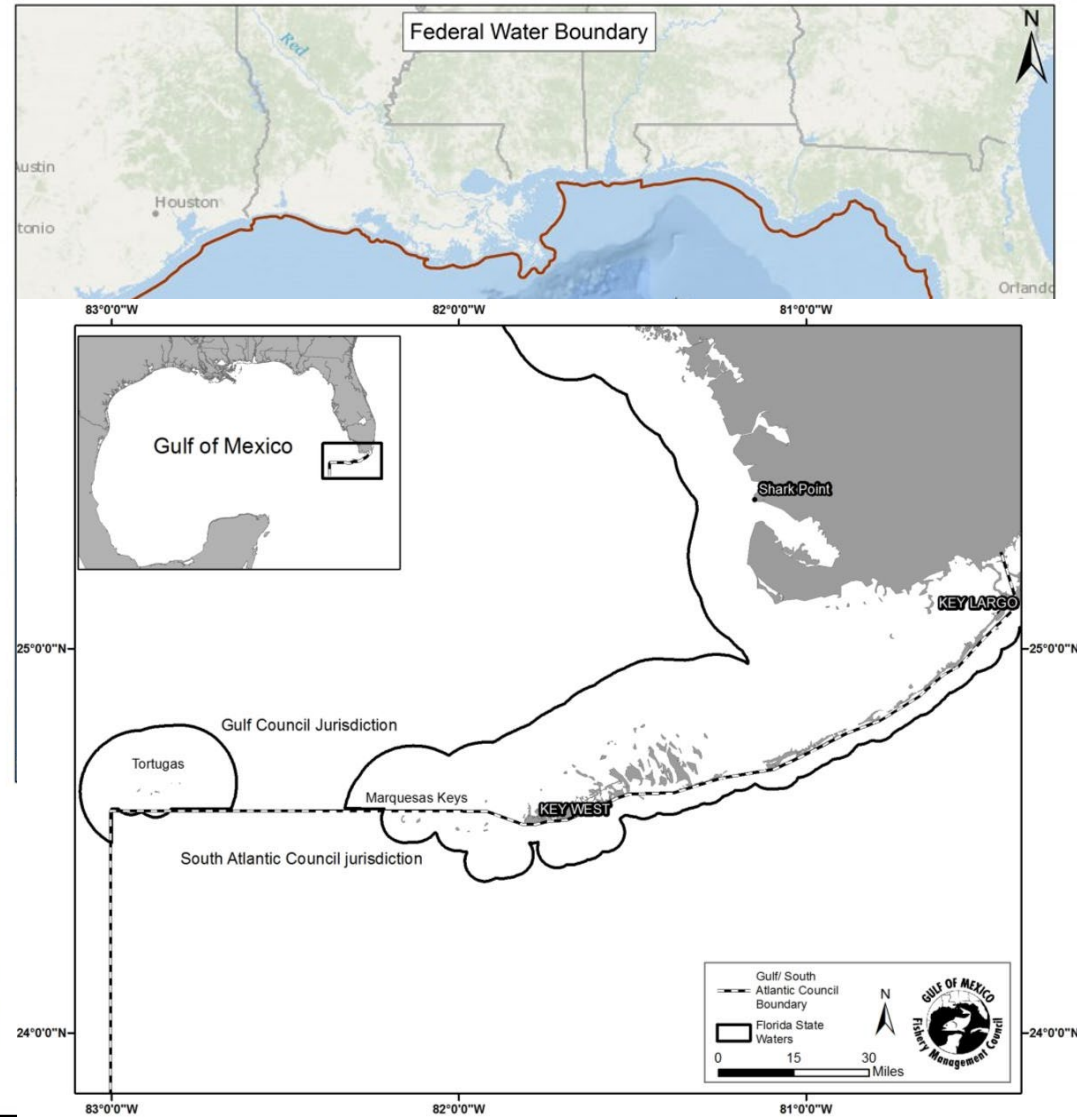 Federal Water Boundary
N
Red
Austin
Houston
tonio
Orlando
83°0'0"W
82°0'0"W
81°0'0"W
Gulf of Mexico
Shark Point
KEY LARGO
25°0'0"N
25°0'0"N
Gulf Council Jurisdiction
Tortugas
Marquesas Keys
KEY WEST
South Atlantic Council jurisdiction
Gulf/ South
Atlantic Council
Boundary
Florida State
Waters
N
GULF OF MEXICO
Fishery Management Council
0 15 30
Miles
24°0'0"N
24°0'0"N
83°0'0"W
82°0'0"W
81°0'0"W